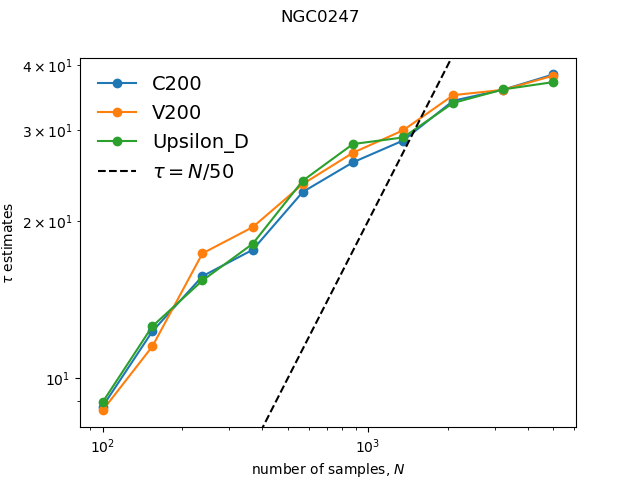 NGC0247
C200
V200
Upsilon_D
τ = N/50
4 × 10¹
3 × 10¹
2 × 10¹
10¹
τ estimates
10² 10³
number of samples, N